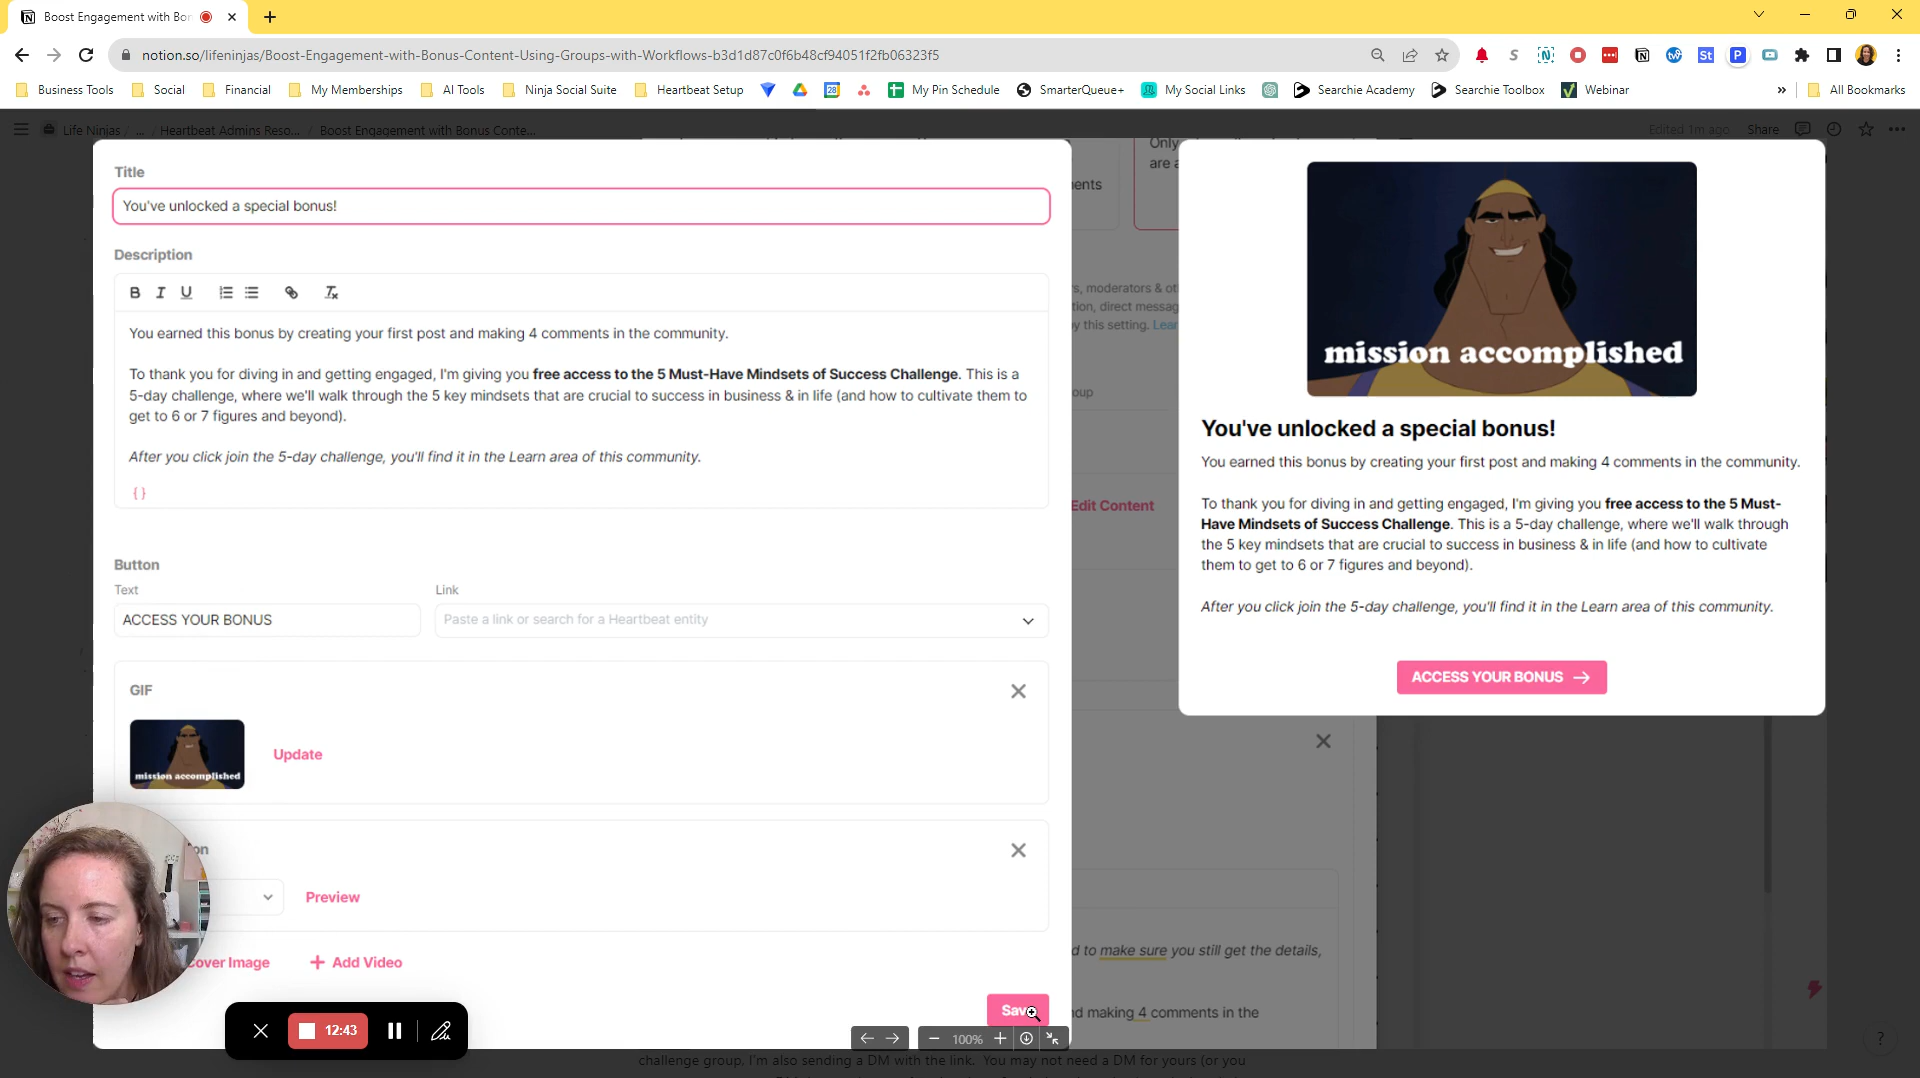 Boost Engagement with Bon
notion.so/lifeninjas/Boost-Engagement-with-Bonus-Content-Using-Groups-with-Workflows-b3d1d87c0f6b48cf94051f2fb06323f5
Business Tools
Social
Financial
My Memberships
AI Tools
Ninja Social Suite
Heartbeat Setup
My Pin Schedule
SmarterQueue+
My Social Links
Searchie Academy
Searchie Toolbox
Webinar
» All Bookmarks
Life Ninjas / ... / Heartbeat Admins Reso... / Boost Engagement with Bonus Conte...
Edited 1m ago Share
Title
You've unlocked a special bonus!
Description
B I U
You earned this bonus by creating your first post and making 4 comments in the community.
To thank you for diving in and getting engaged, I'm giving you free access to the 5 Must-Have Mindsets of Success Challenge. This is a
5-day challenge, where we'll walk through the 5 key mindsets that are crucial to success in business & in life (and how to cultivate them to
get to 6 or 7 figures and beyond).
After you click join the 5-day challenge, you'll find it in the Learn area of this community.
{ }
Button
Text
Link
ACCESS YOUR BONUS
Paste a link or search for a Heartbeat entity
GIF
mission accomplished
Update
on
Preview
Cover Image
+ Add Video
Save
12:43
100%
Only
are a
ents
rs, moderators & ot
tion, direct messag
y this setting. Lear
oup
Edit Content
d to make sure you still get the details,
nd making 4 comments in the
challenge group, I'm also sending a DM with the link. You may not need a DM for yours (or you
mission accomplished
You've unlocked a special bonus!
You earned this bonus by creating your first post and making 4 comments in the community.
To thank you for diving in and getting engaged, I'm giving you free access to the 5 Must-
Have Mindsets of Success Challenge. This is a 5-day challenge, where we'll walk through
the 5 key mindsets that are crucial to success in business & in life (and how to cultivate
them to get to 6 or 7 figures and beyond).
After you click join the 5-day challenge, you'll find it in the Learn area of this community.
ACCESS YOUR BONUS →
?